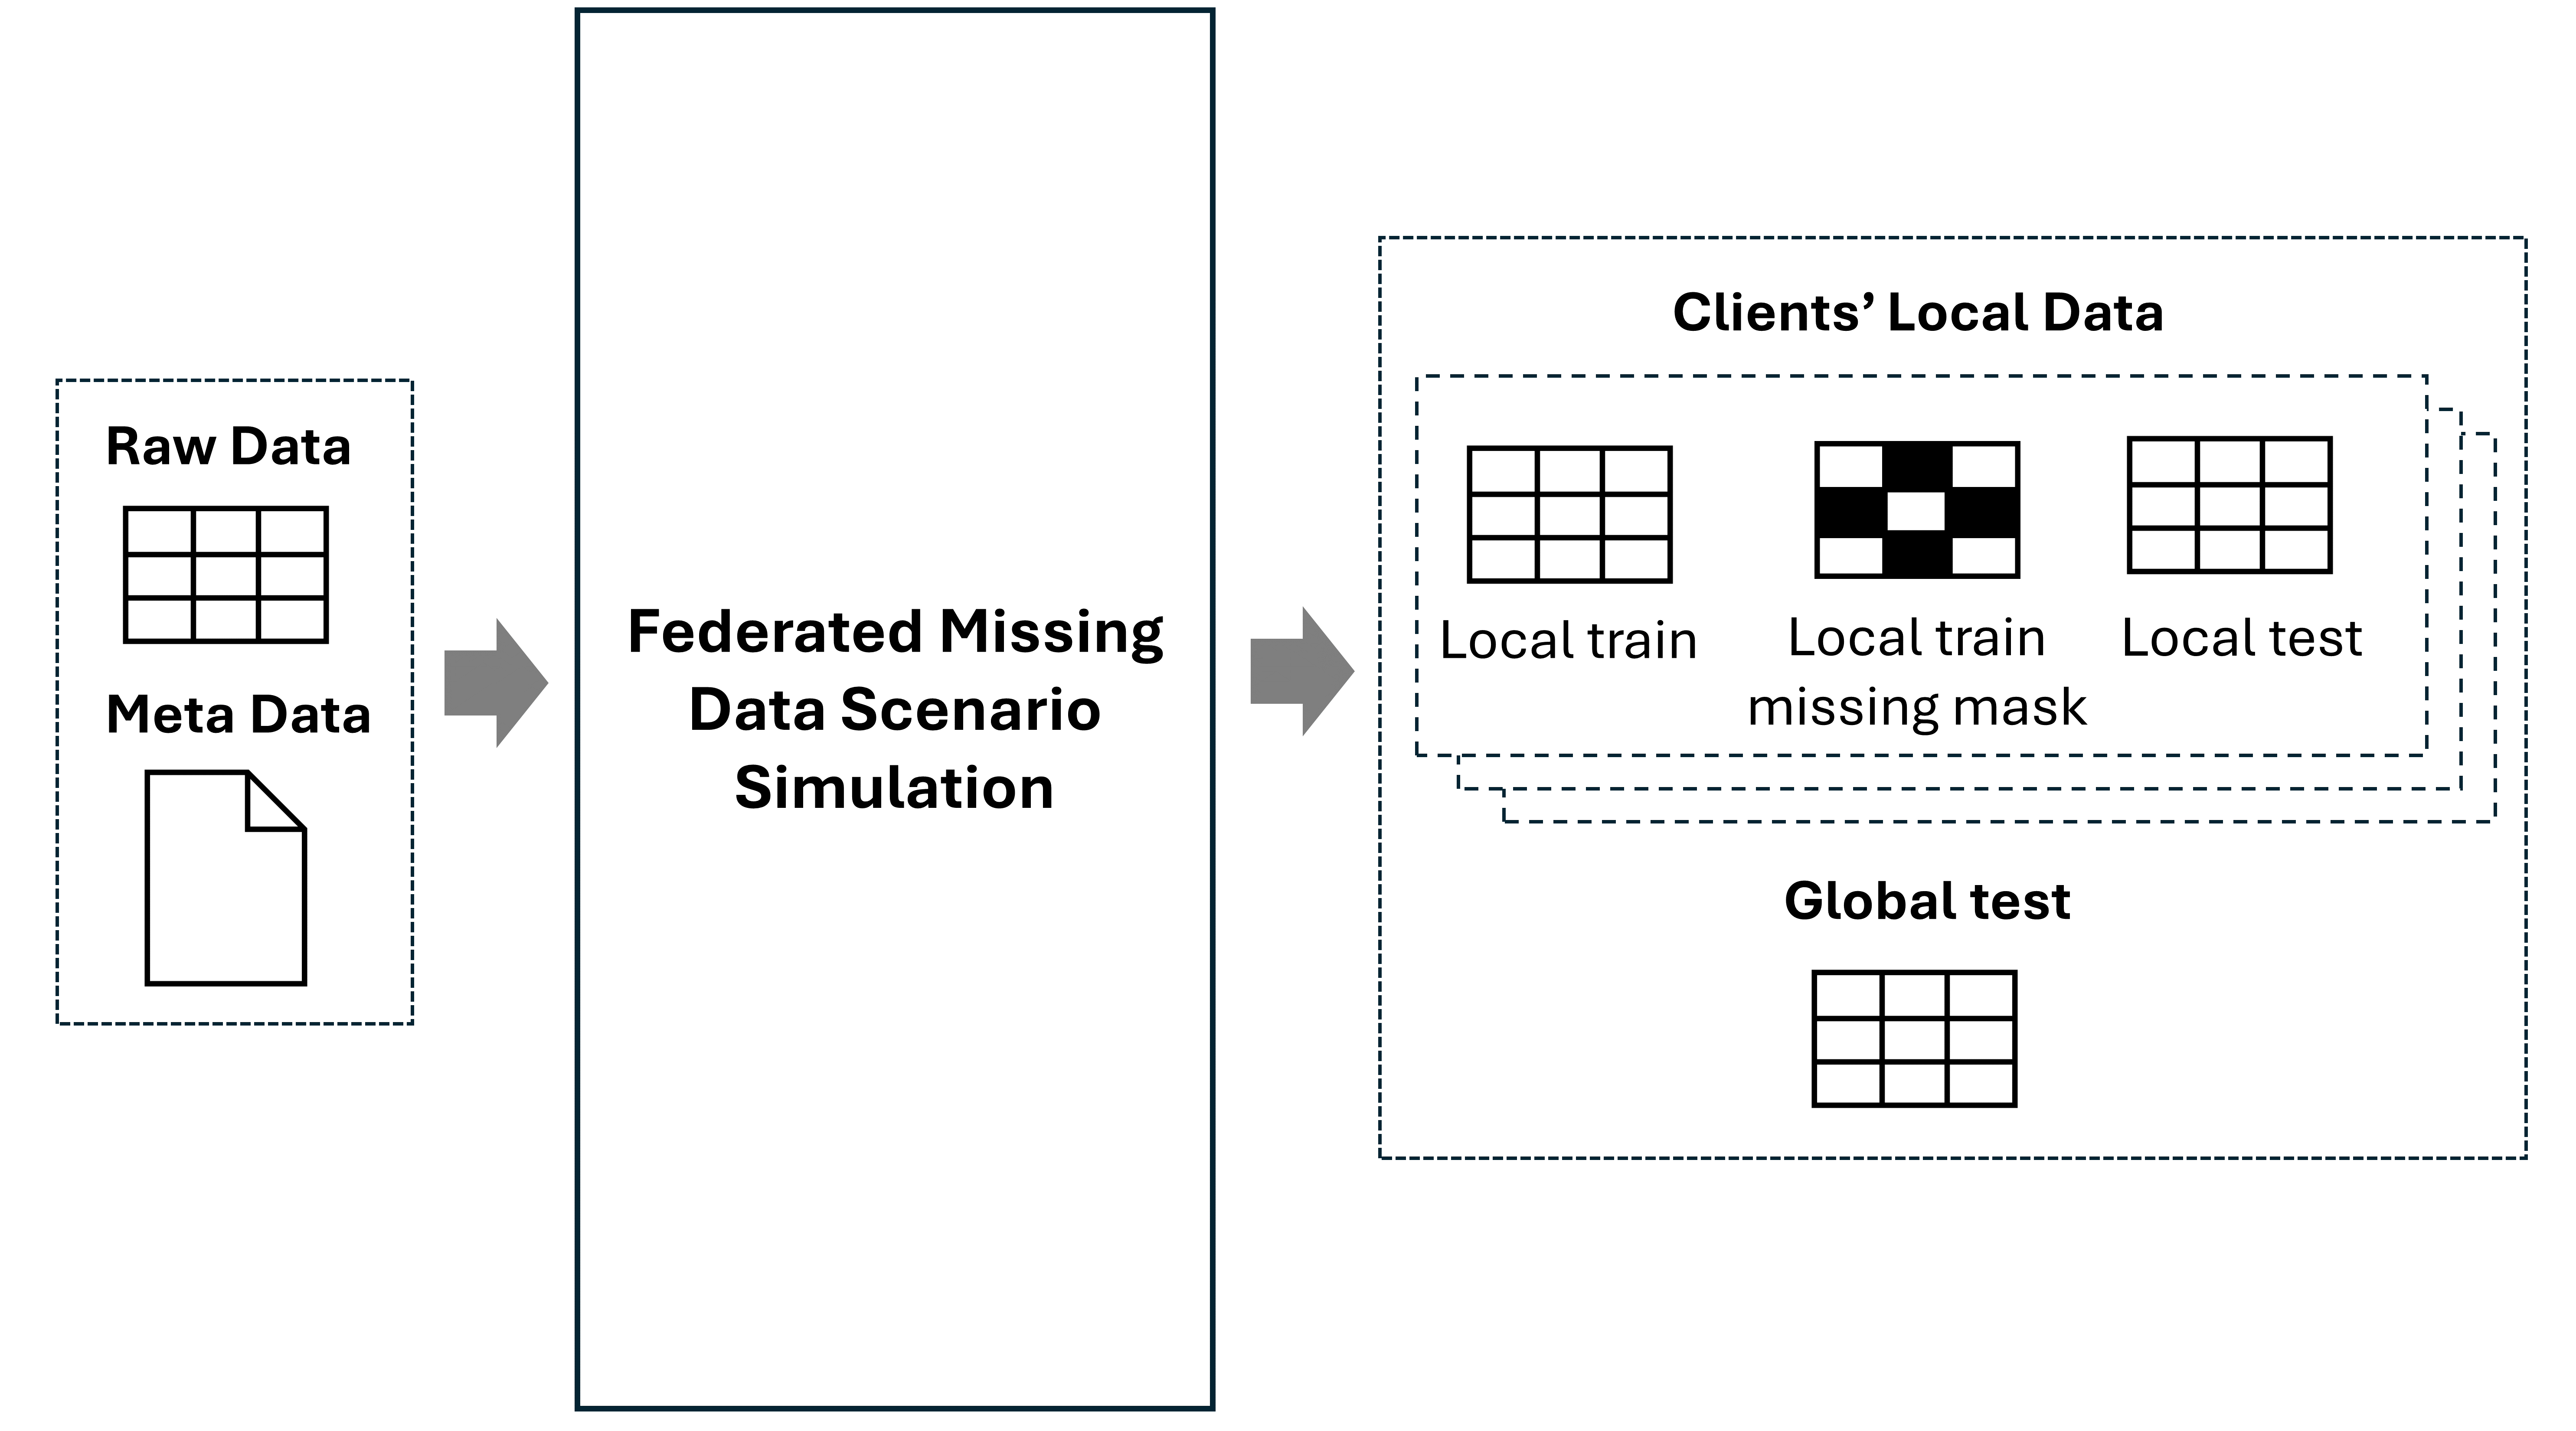 Raw Data
Meta Data
Federated Missing
Data Scenario
Simulation
Clients’ Local Data
Local train
Local train
missing mask
Local test
Global test